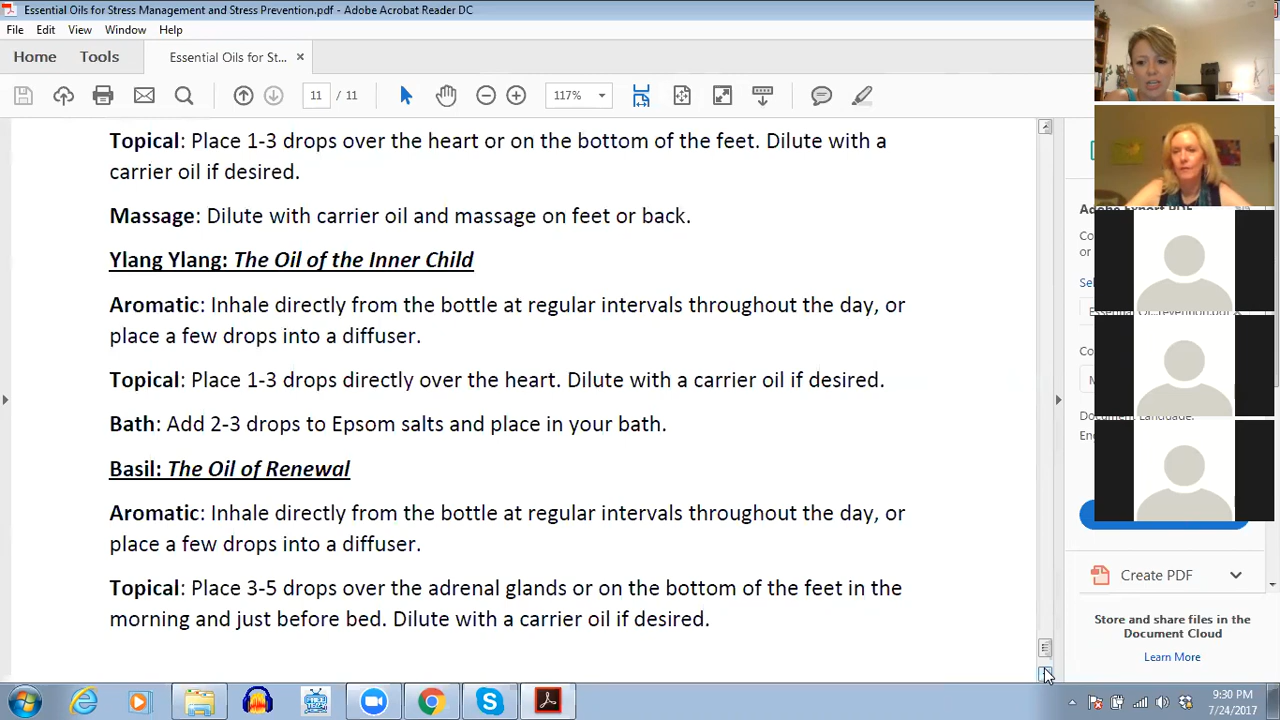 Essential Oils for Stress Management and Stress Prevention.pdf - Adobe Acrobat Reader DC
File Edit View Window Help
Home Tools Essential Oils for St... ×
11 / 11 117%
Topical: Place 1-3 drops over the heart or on the bottom of the feet. Dilute with a
carrier oil if desired.
Massage: Dilute with carrier oil and massage on feet or back.
Ylang Ylang: The Oil of the Inner Child
Aromatic: Inhale directly from the bottle at regular intervals throughout the day, or
place a few drops into a diffuser.
Topical: Place 1-3 drops directly over the heart. Dilute with a carrier oil if desired.
Bath: Add 2-3 drops to Epsom salts and place in your bath.
Basil: The Oil of Renewal
Aromatic: Inhale directly from the bottle at regular intervals throughout the day, or
place a few drops into a diffuser.
Topical: Place 3-5 drops over the adrenal glands or on the bottom of the feet in the
morning and just before bed. Dilute with a carrier oil if desired.
Create PDF
Store and share files in the
Document Cloud
Learn More
9:30 PM
7/24/2017